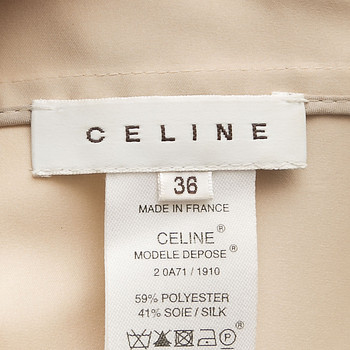 CELINE
36
MADE IN FRANCE
CELINE®
MODELE DEPOSE®
2 0A71 / 1910
59% POLYESTER
41% SOIE / SILK